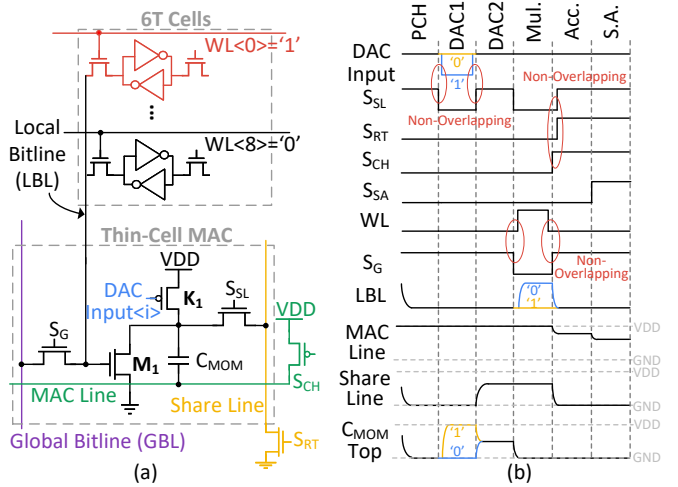 6T Cells
WL<0>='1'
...
Local
Bitline
(LBL)
WL<8>='0'
Thin-Cell MAC
VDD
DAC
Input<i>
K1
SSL
VDD
SG
M1
CMOM
SCH
MAC Line
Share Line
Global Bitline (GBL)
SRT
(a)
PCH
DAC1
DAC2
Mul.
Acc.
S.A.
DAC
Input
'0'
'1'
Non-Overlapping
SSL
Non-Overlapping
SRT
SCH
SSA
WL
SG
Non-
Overlapping
LBL
'0'
'1'
MAC
Line
VDD
GND
Share
Line
VDD
GND
CMOM
Top
'1'
'0'
VDD
GND
(b)